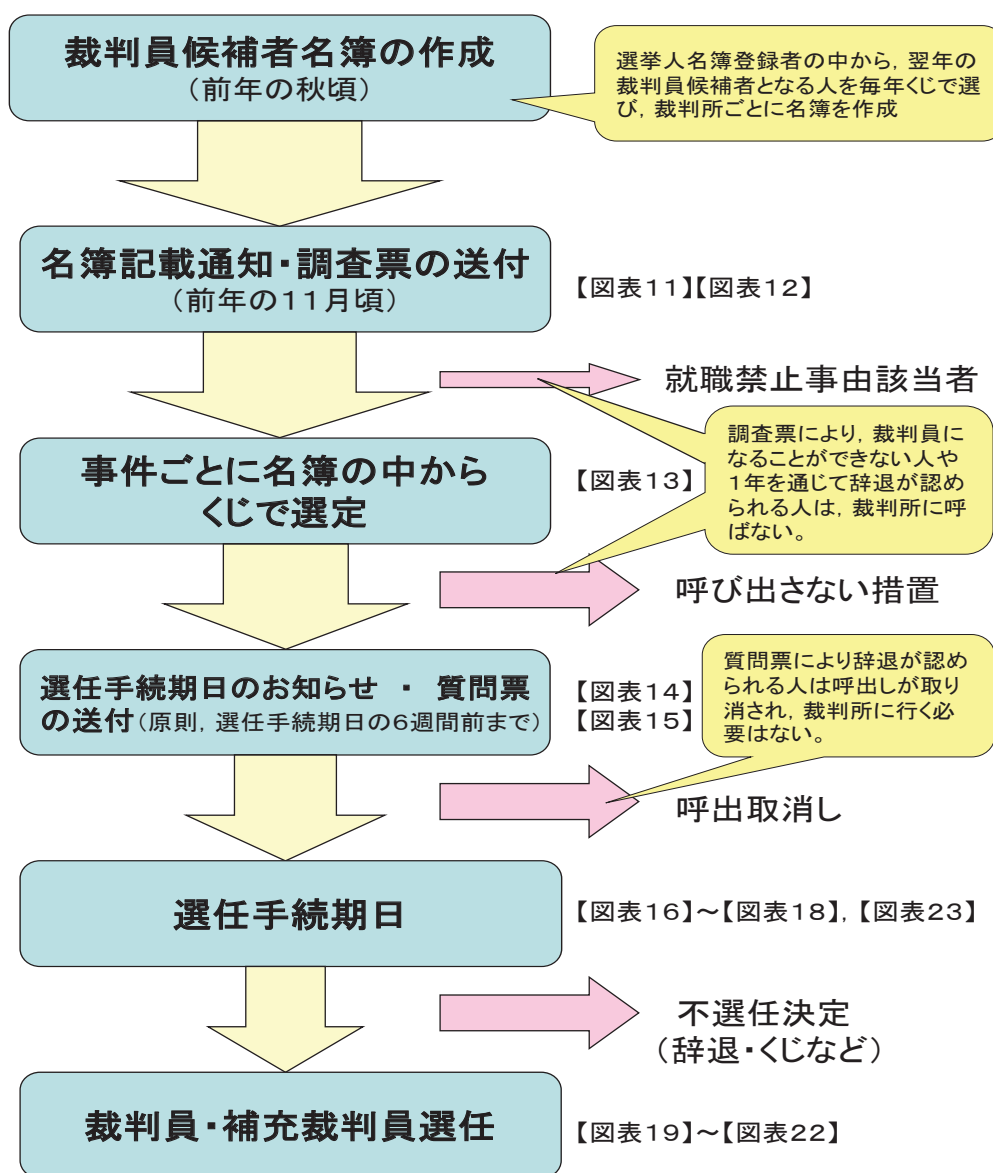 裁判員候補者名簿の作成
(前年の秋頃)
選挙人名簿登録者の中から,翌年の
裁判員候補者となる人を毎年くじで選
び,裁判所ごとに名簿を作成
名簿記載通知・調査票の送付
(前年の11月頃)
【図表11】【図表12】
就職禁止事由該当者
調査票により,裁判員に
なることができない人や
1年を通じて辞退が認め
られる人は,裁判所に呼
ばない。
事件ごとに名簿の中から
くじで選定
【図表13】
呼び出さない措置
選任手続期日のお知らせ ・ 質問票
の送付(原則,選任手続期日の6週間前まで)
【図表14】
【図表15】
質問票により辞退が認め
られる人は呼出しが取り
消され,裁判所に行く必
要はない。
呼出取消し
選任手続期日
【図表16】~【図表18】,【図表23】
不選任決定
(辞退・くじなど)
裁判員・補充裁判員選任
【図表19】~【図表22】